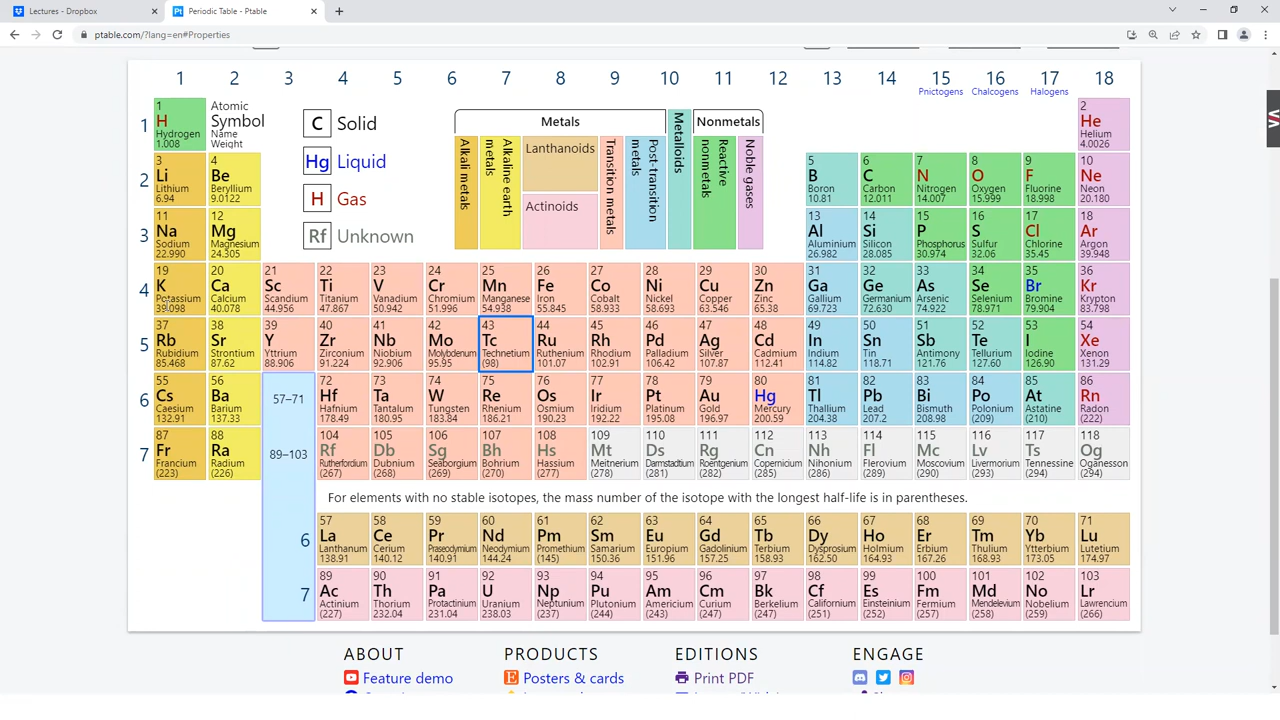 Lectures - Dropbox
Periodic Table - Ptable
ptable.com/?lang=en#Properties
1 2 3 4 5 6 7 8 9 10 11 12 13 14 15 16 17 18
Pnictogens Chalcogens Halogens
Atomic
Symbol
Name
Weight
C Solid
Hg Liquid
H Gas
Rf Unknown
Metals
Metalloids
Nonmetals
Alkali metals
Alkaline earth metals
Lanthanoids
Actinoids
Transition metals
Post-transition metals
Reactive nonmetals
Noble gases
1
1 H Hydrogen 1.008
2 He Helium 4.0026
2
3 Li Lithium 6.94
4 Be Beryllium 9.0122
5 B Boron 10.81
6 C Carbon 12.011
7 N Nitrogen 14.007
8 O Oxygen 15.999
9 F Fluorine 18.998
10 Ne Neon 20.180
3
11 Na Sodium 22.990
12 Mg Magnesium 24.305
13 Al Aluminium 26.982
14 Si Silicon 28.085
15 P Phosphorus 30.974
16 S Sulfur 32.06
17 Cl Chlorine 35.45
18 Ar Argon 39.948
4
19 K Potassium 39.098
20 Ca Calcium 40.078
21 Sc Scandium 44.956
22 Ti Titanium 47.867
23 V Vanadium 50.942
24 Cr Chromium 51.996
25 Mn Manganese 54.938
26 Fe Iron 55.845
27 Co Cobalt 58.933
28 Ni Nickel 58.693
29 Cu Copper 63.546
30 Zn Zinc 65.38
31 Ga Gallium 69.723
32 Ge Germanium 72.630
33 As Arsenic 74.922
34 Se Selenium 78.971
35 Br Bromine 79.904
36 Kr Krypton 83.798
5
37 Rb Rubidium 85.468
38 Sr Strontium 87.62
39 Y Yttrium 88.906
40 Zr Zirconium 91.224
41 Nb Niobium 92.906
42 Mo Molybdenum 95.95
43 Tc Technetium (98)
44 Ru Ruthenium 101.07
45 Rh Rhodium 102.91
46 Pd Palladium 106.42
47 Ag Silver 107.87
48 Cd Cadmium 112.41
49 In Indium 114.82
50 Sn Tin 118.71
51 Sb Antimony 121.76
52 Te Tellurium 127.60
53 I Iodine 126.90
54 Xe Xenon 131.29
6
55 Cs Caesium 132.91
56 Ba Barium 137.33
57–71
72 Hf Hafnium 178.49
73 Ta Tantalum 180.95
74 W Tungsten 183.84
75 Re Rhenium 186.21
76 Os Osmium 190.23
77 Ir Iridium 192.22
78 Pt Platinum 195.08
79 Au Gold 196.97
80 Hg Mercury 200.59
81 Tl Thallium 204.38
82 Pb Lead 207.2
83 Bi Bismuth 208.98
84 Po Polonium (209)
85 At Astatine (210)
86 Rn Radon (222)
7
87 Fr Francium (223)
88 Ra Radium (226)
89–103
104 Rf Rutherfordium (267)
105 Db Dubnium (268)
106 Sg Seaborgium (269)
107 Bh Bohrium (270)
108 Hs Hassium (277)
109 Mt Meitnerium (278)
110 Ds Darmstadtium (281)
111 Rg Roentgenium (282)
112 Cn Copernicium (285)
113 Nh Nihonium (286)
114 Fl Flerovium (289)
115 Mc Moscovium (290)
116 Lv Livermorium (293)
117 Ts Tennessine (294)
118 Og Oganesson (294)
For elements with no stable isotopes, the mass number of the isotope with the longest half-life is in parentheses.
6
57 La Lanthanum 138.91
58 Ce Cerium 140.12
59 Pr Praseodymium 140.91
60 Nd Neodymium 144.24
61 Pm Promethium (145)
62 Sm Samarium 150.36
63 Eu Europium 151.96
64 Gd Gadolinium 157.25
65 Tb Terbium 158.93
66 Dy Dysprosium 162.50
67 Ho Holmium 164.93
68 Er Erbium 167.26
69 Tm Thulium 168.93
70 Yb Ytterbium 173.05
71 Lu Lutetium 174.97
7
89 Ac Actinium (227)
90 Th Thorium 232.04
91 Pa Protactinium 231.04
92 U Uranium 238.03
93 Np Neptunium (237)
94 Pu Plutonium (244)
95 Am Americium (243)
96 Cm Curium (247)
97 Bk Berkelium (247)
98 Cf Californium (251)
99 Es Einsteinium (252)
100 Fm Fermium (257)
101 Md Mendelevium (258)
102 No Nobelium (259)
103 Lr Lawrencium (266)
ABOUT PRODUCTS EDITIONS ENGAGE
Feature demo Posters & cards Print PDF